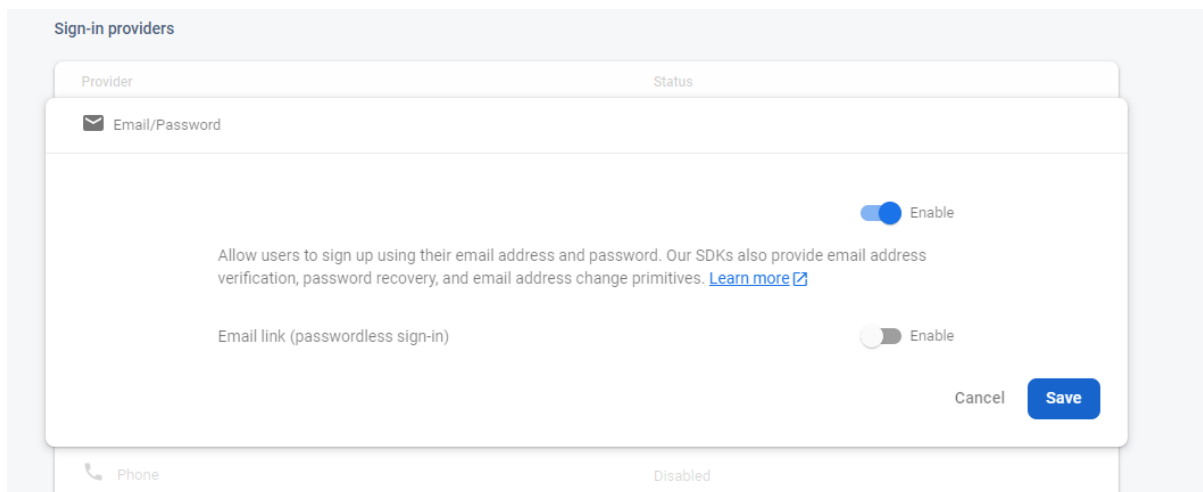 Sign-in providers
Provider
Status
Email/Password
Enable
Allow users to sign up using their email address and password. Our SDKs also provide email address
verification, password recovery, and email address change primitives. Learn more
Email link (passwordless sign-in)
Enable
Cancel
Save
Phone
Disabled